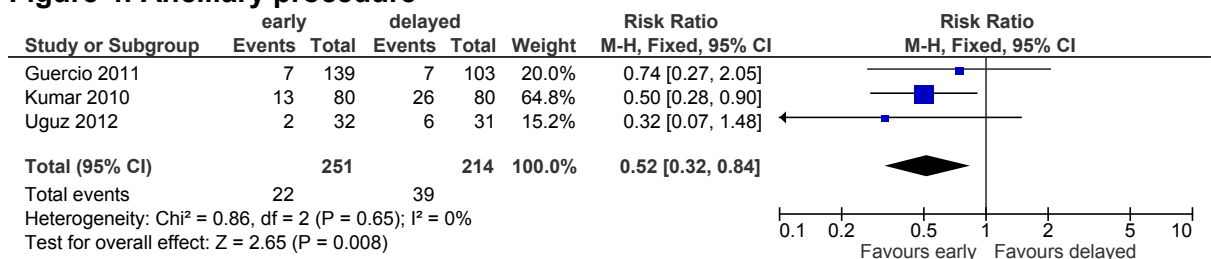 Figure 4. Ancillary procedure
early delayed Risk Ratio Risk Ratio
Study or Subgroup Events Total Events Total Weight M-H, Fixed, 95% CI M-H, Fixed, 95% CI
Guercio 2011 7 139 7 103 20.0% 0.74 [0.27, 2.05]
Kumar 2010 13 80 26 80 64.8% 0.50 [0.28, 0.90]
Uguz 2012 2 32 6 31 15.2% 0.32 [0.07, 1.48]
Total (95% CI) 251 214 100.0% 0.52 [0.32, 0.84]
Total events 22 39
Heterogeneity: Chi² = 0.86, df = 2 (P = 0.65); I² = 0%
Test for overall effect: Z = 2.65 (P = 0.008)
0.1 0.2 0.5 1 2 5 10
Favours early Favours delayed